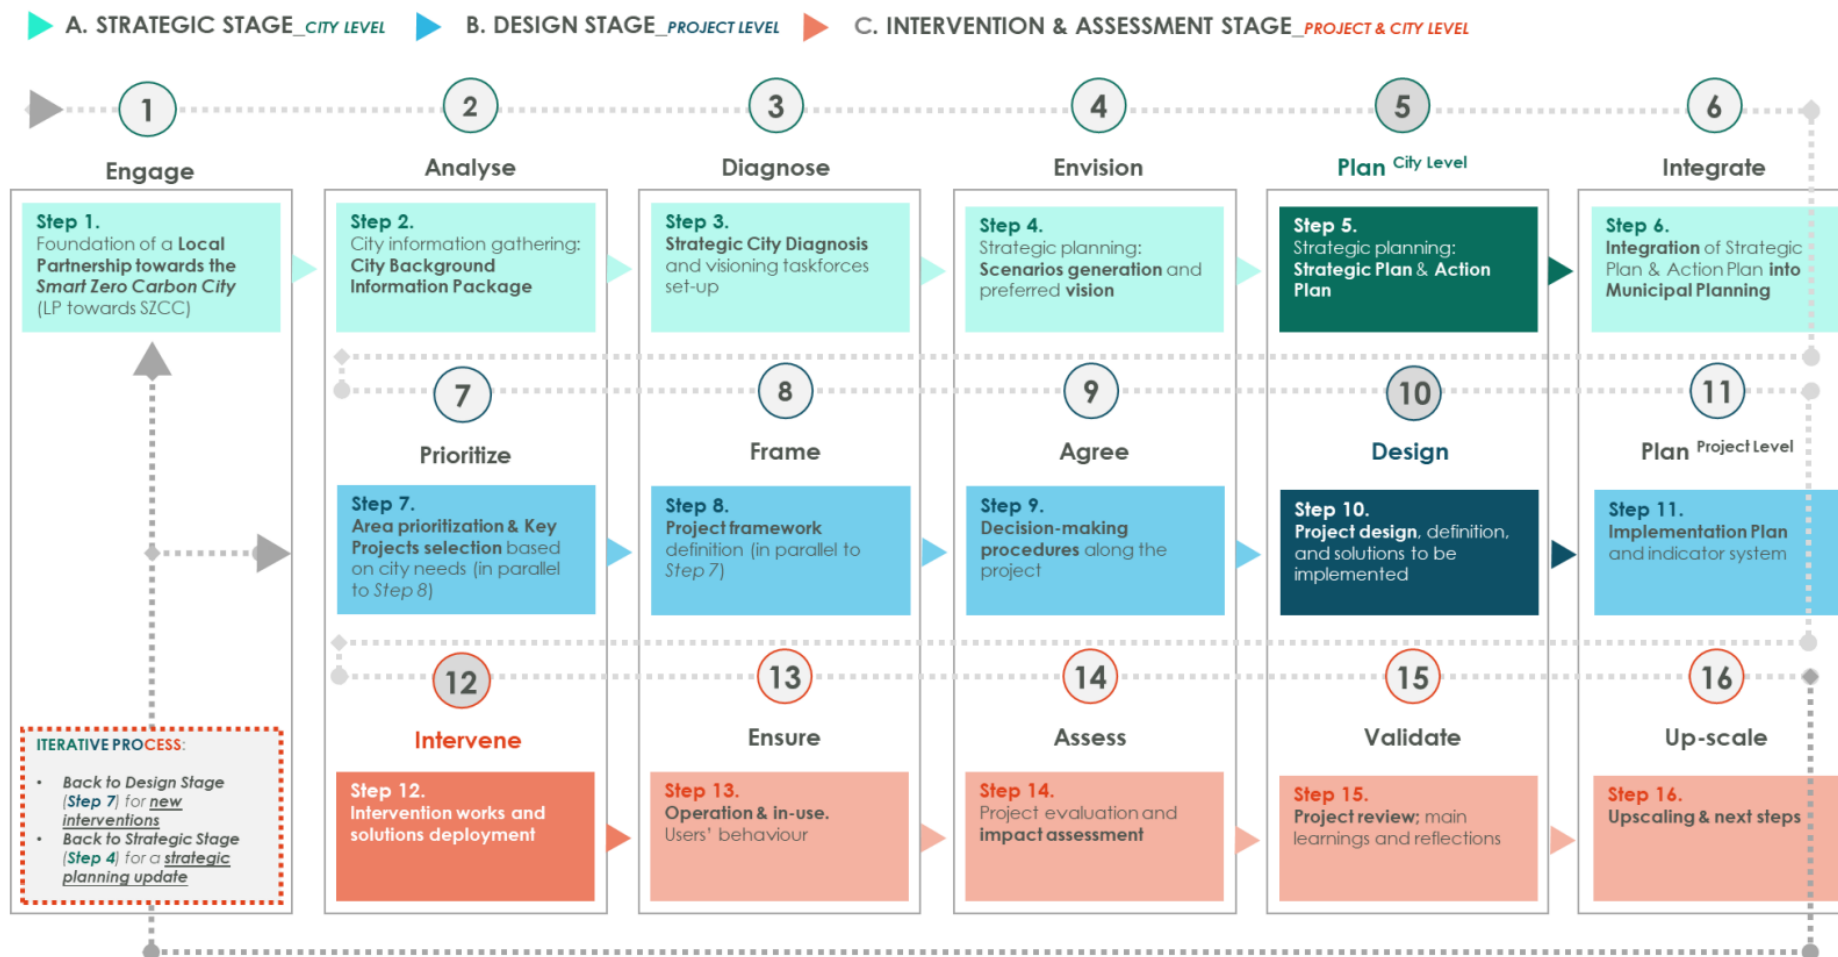 A. STRATEGIC STAGE_CITY LEVEL
B. DESIGN STAGE_PROJECT LEVEL
C. INTERVENTION & ASSESSMENT STAGE_PROJECT & CITY LEVEL
1
2
3
4
5
6
Engage
Analyse
Diagnose
Envision
Plan City Level
Integrate
Step 1.
Foundation of a Local
Partnership towards the
Smart Zero Carbon City
(LP towards SZCC)
Step 2.
City information gathering:
City Background
Information Package
Step 3.
Strategic City Diagnosis
and visioning taskforces
set-up
Step 4.
Strategic planning:
Scenarios generation and
preferred vision
Step 5.
Strategic planning:
Strategic Plan & Action
Plan
Step 6.
Integration of Strategic
Plan & Action Plan into
Municipal Planning
7
8
9
10
11
Prioritize
Frame
Agree
Design
Plan Project Level
Step 7.
Area prioritization & Key
Projects selection based
on city needs (in parallel
to Step 8)
Step 8.
Project framework
definition (in parallel to
Step 7)
Step 9.
Decision-making
procedures along the
project
Step 10.
Project design, definition,
and solutions to be
implemented
Step 11.
Implementation Plan
and indicator system
12
13
14
15
16
Intervene
Ensure
Assess
Validate
Up-scale
Step 12.
Intervention works and
solutions deployment
Step 13.
Operation & in-use.
Users' behaviour
Step 14.
Project evaluation and
impact assessment
Step 15.
Project review; main
learnings and reflections
Step 16.
Upscaling & next steps
ITERATIVE PROCESS:
• Back to Design Stage
(Step 7) for new
interventions
• Back to Strategic Stage
(Step 4) for a strategic
planning update